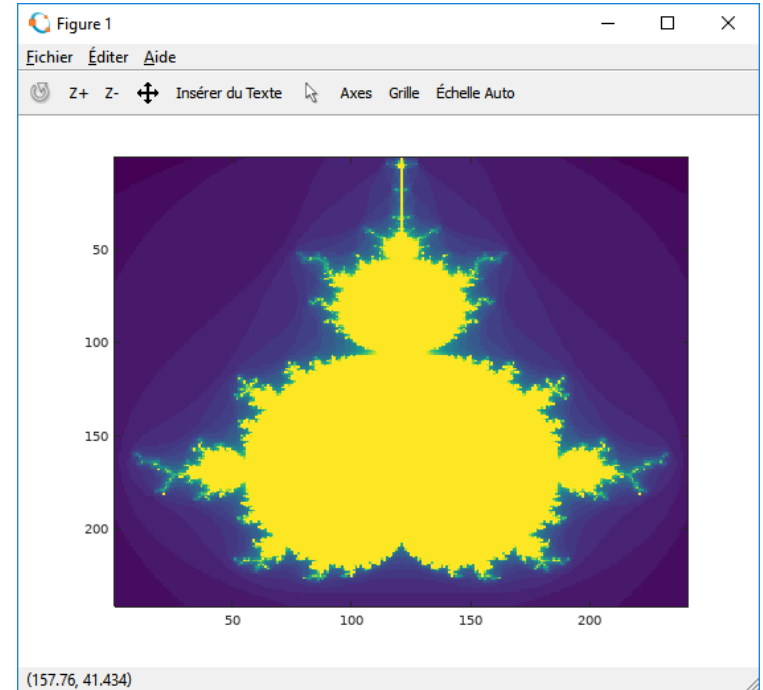 Figure 1
Fichier Éditer Aide
Z+ Z- Insérer du Texte Axes Grille Échelle Auto
50
100
150
200
50 100 150 200
(157.76, 41.434)